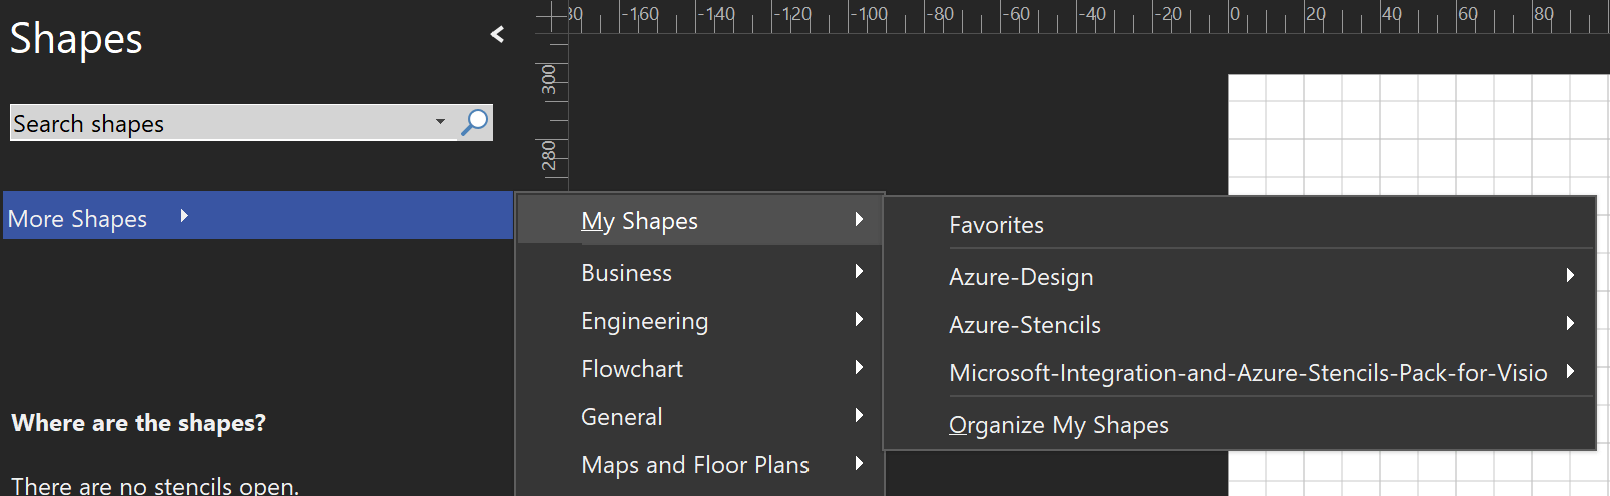 Shapes
Search shapes
More Shapes
Where are the shapes?
There are no stencils open.
80 -160 -140 -120 -100 -80 -60 -40 -20 0 20 40 60 80
300
280
My Shapes
Business
Engineering
Flowchart
General
Maps and Floor Plans
Favorites
Azure-Design
Azure-Stencils
Microsoft-Integration-and-Azure-Stencils-Pack-for-Visio
Organize My Shapes